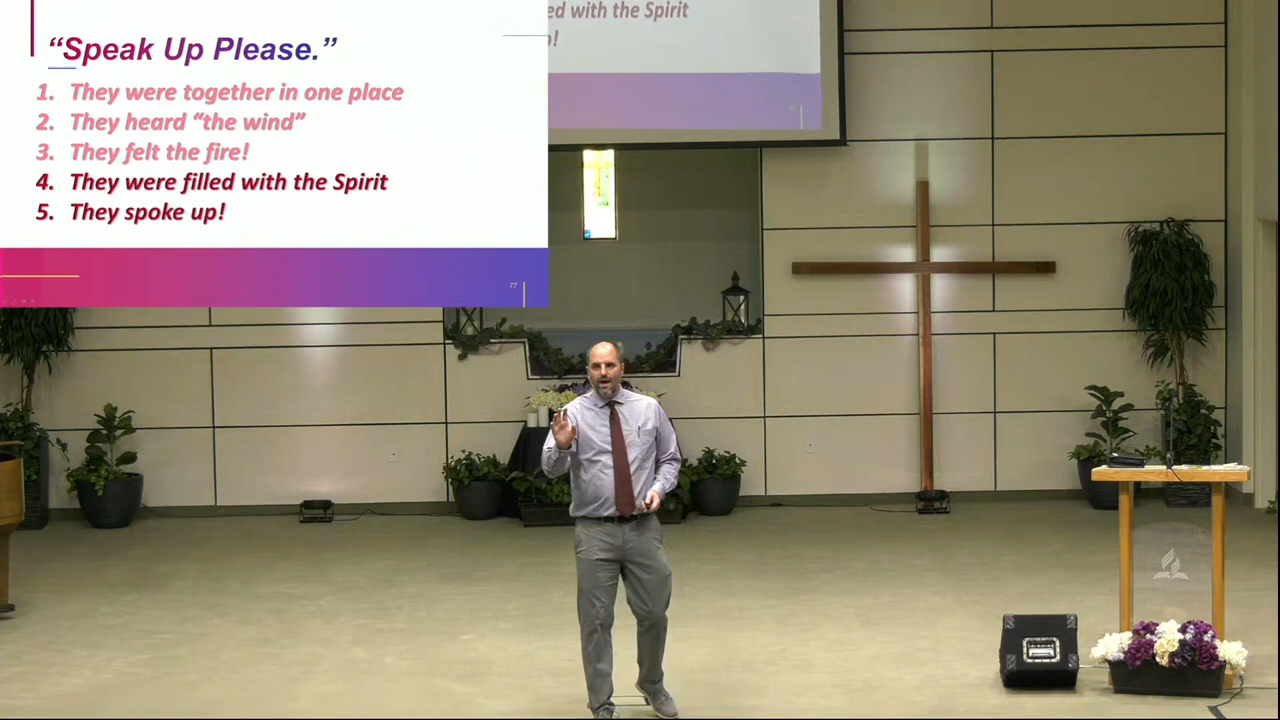 “Speak Up Please.”
1. They were together in one place
2. They heard “the wind”
3. They felt the fire!
4. They were filled with the Spirit
5. They spoke up!
77
ed with the Spirit
p!